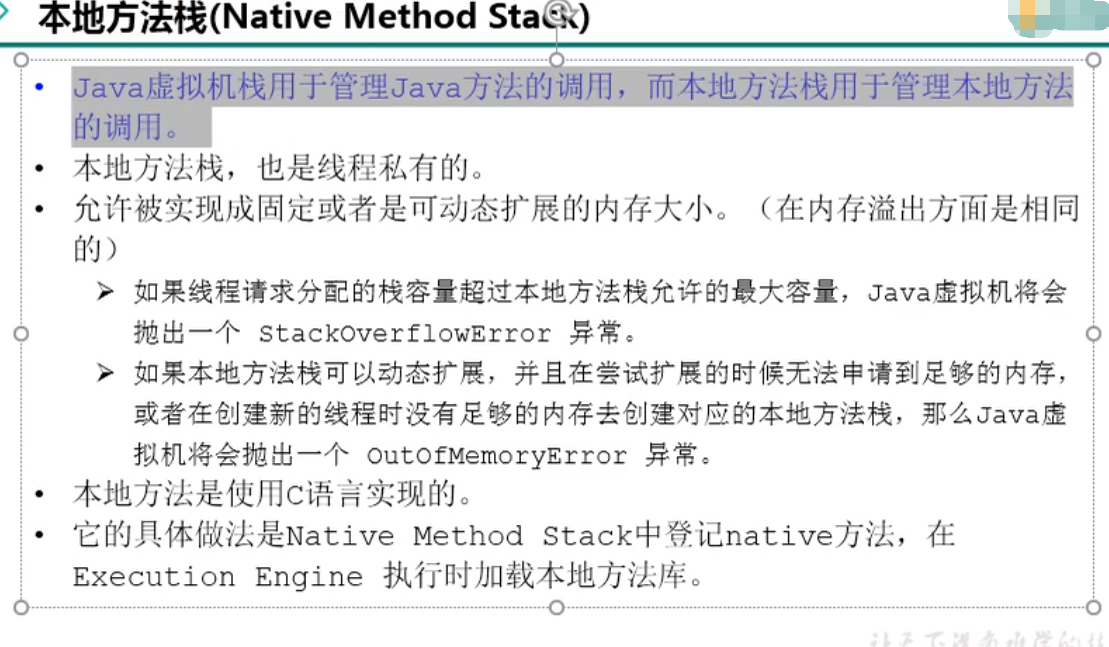 本地方法栈(Native Method Stack)
• Java虚拟机栈用于管理Java方法的调用，而本地方法栈用于管理本地方法
的调用。
• 本地方法栈，也是线程私有的。
• 允许被实现成固定或者是可动态扩展的内存大小。（在内存溢出方面是相同
的）
➢ 如果线程请求分配的栈容量超过本地方法栈允许的最大容量，Java虚拟机将会
抛出一个 StackOverflowError 异常。
➢ 如果本地方法栈可以动态扩展，并且在尝试扩展的时候无法申请到足够的内存，
或者在创建新的线程时没有足够的内存去创建对应的本地方法栈，那么Java虚
拟机将会抛出一个 OutOfMemoryError 异常。
• 本地方法是使用C语言实现的。
• 它的具体做法是Native Method Stack中登记native方法，在
Execution Engine 执行时加载本地方法库。